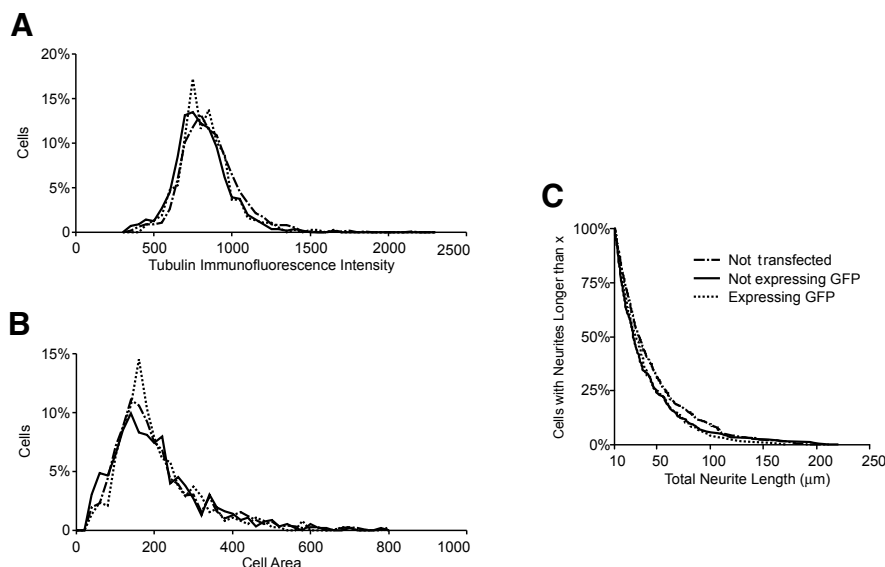 A
20%
15%
10%
5%
0
Cells
0 500 1000 1500 2000 2500
Tubulin Immunofluorescence Intensity
B
15%
10%
5%
0
Cells
0 200 400 600 800 1000
Cell Area
C
100%
75%
50%
25%
0%
Cells with Neurites Longer than x
10 50 100 150 200 250
Total Neurite Length (μm)
Not transfected
Not expressing GFP
Expressing GFP